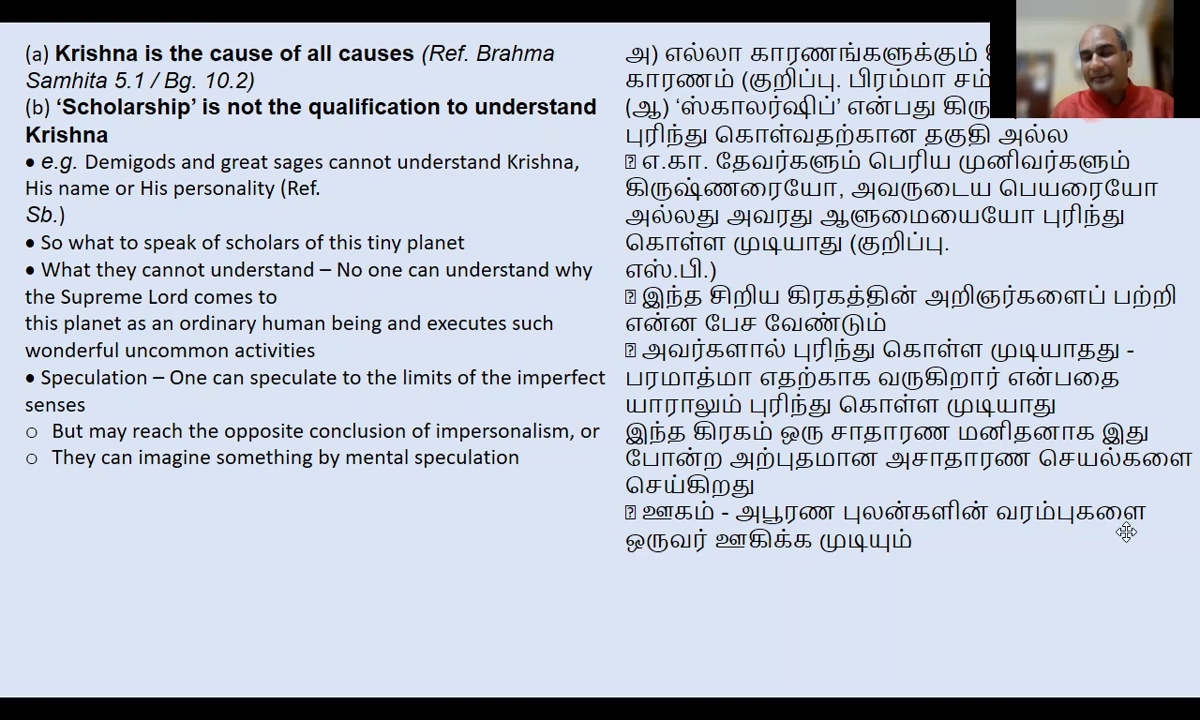 (a) Krishna is the cause of all causes (Ref. Brahma
Samhita 5.1 / Bg. 10.2)
(b) ‘Scholarship’ is not the qualification to understand
Krishna
• e.g. Demigods and great sages cannot understand Krishna,
His name or His personality (Ref.
Sb.)
• So what to speak of scholars of this tiny planet
• What they cannot understand – No one can understand why
the Supreme Lord comes to
this planet as an ordinary human being and executes such
wonderful uncommon activities
• Speculation – One can speculate to the limits of the imperfect
senses
o But may reach the opposite conclusion of impersonalism, or
o They can imagine something by mental speculation
அ) எல்லா காரணங்களுக்கும்
காரணம் (குறிப்பு. பிரம்மா
(ஆ) ‘ஸ்காலர்ஷிப்’ என்பது
புரிந்து கொள்வதற்கான தகுதி அல்ல
எ.கா. தேவர்களும் பெரிய முனிவர்களும்
கிருஷ்ணரையோ, அவருடைய பெயரையோ
அல்லது அவரது ஆளுமையையோ புரிந்து
கொள்ள முடியாது (குறிப்பு.
எஸ்.பி.)
இந்த சிறிய கிரகத்தின் அறிஞர்களைப் பற்றி
என்ன பேச வேண்டும்
அவர்களால் புரிந்து கொள்ள முடியாதது -
பரமாத்மா எதற்காக வருகிறார் என்பதை
யாராலும் புரிந்து கொள்ள முடியாது
இந்த கிரகம் ஒரு சாதாரண மனிதனாக இது
போன்ற அற்புதமான அசாதாரண செயல்களை
செய்கிறது
ஊகம் - அபூரண புலன்களின் வரம்புகளை
ஒருவர் ஊகிக்க முடியும்